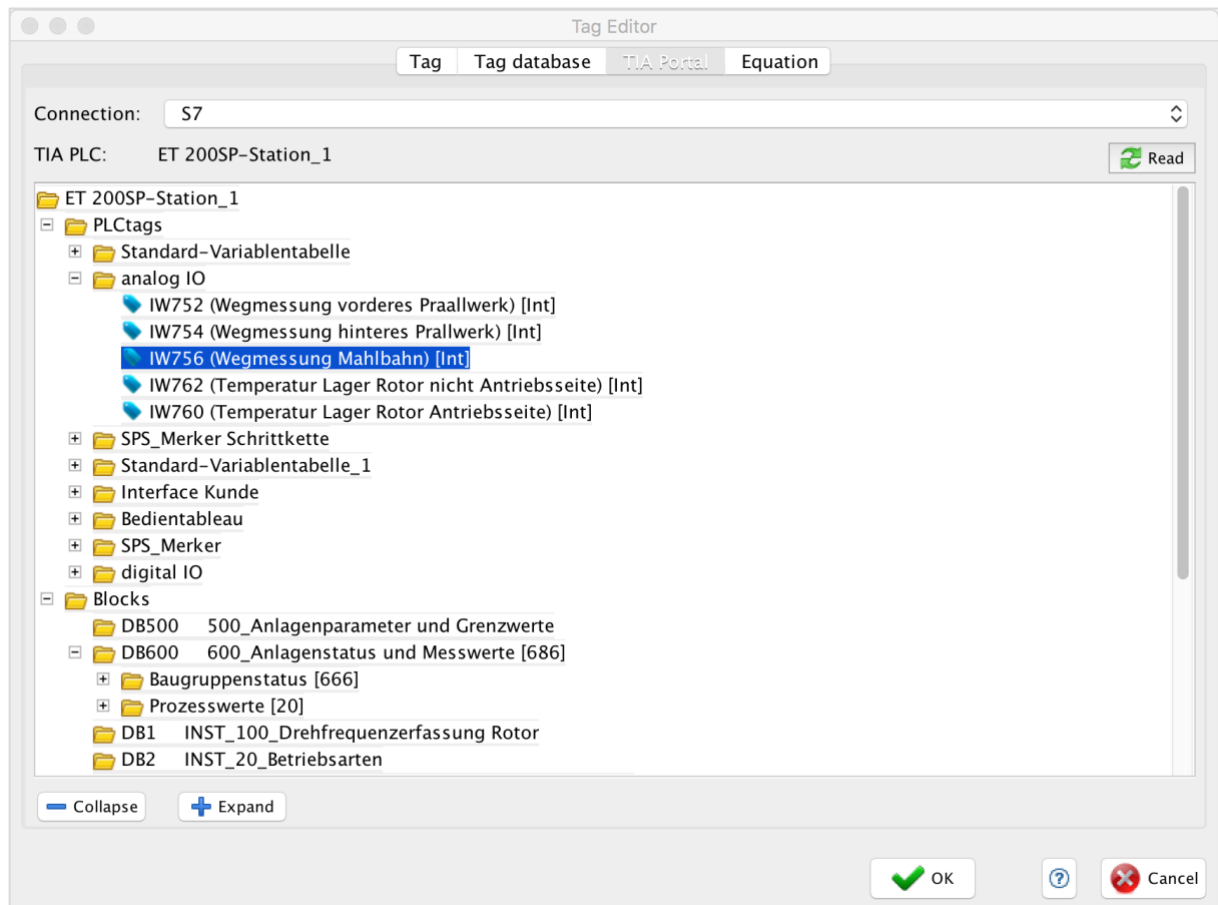 Tag Editor
Tag Tag database TIA Portal Equation
Connection: S7
TIA PLC: ET 200SP-Station_1 Read
ET 200SP-Station_1
PLCtags
Standard-Variablentabelle
analog IO
IW752 (Wegmessung vorderes Praallwerk) [Int]
IW754 (Wegmessung hinteres Prallwerk) [Int]
IW756 (Wegmessung Mahlbahn) [Int]
IW762 (Temperatur Lager Rotor nicht Antriebsseite) [Int]
IW760 (Temperatur Lager Rotor Antriebsseite) [Int]
SPS_Merker Schrittkette
Standard-Variablentabelle_1
Interface Kunde
Bedientableau
SPS_Merker
digital IO
Blocks
DB500 500_Anlagenparameter und Grenzwerte
DB600 600_Anlagenstatus und Messwerte [686]
Baugruppenstatus [666]
Prozesswerte [20]
DB1 INST_100_Drehfrequenzerfassung Rotor
DB2 INST_20_Betriebsarten
Collapse Expand
OK ? Cancel